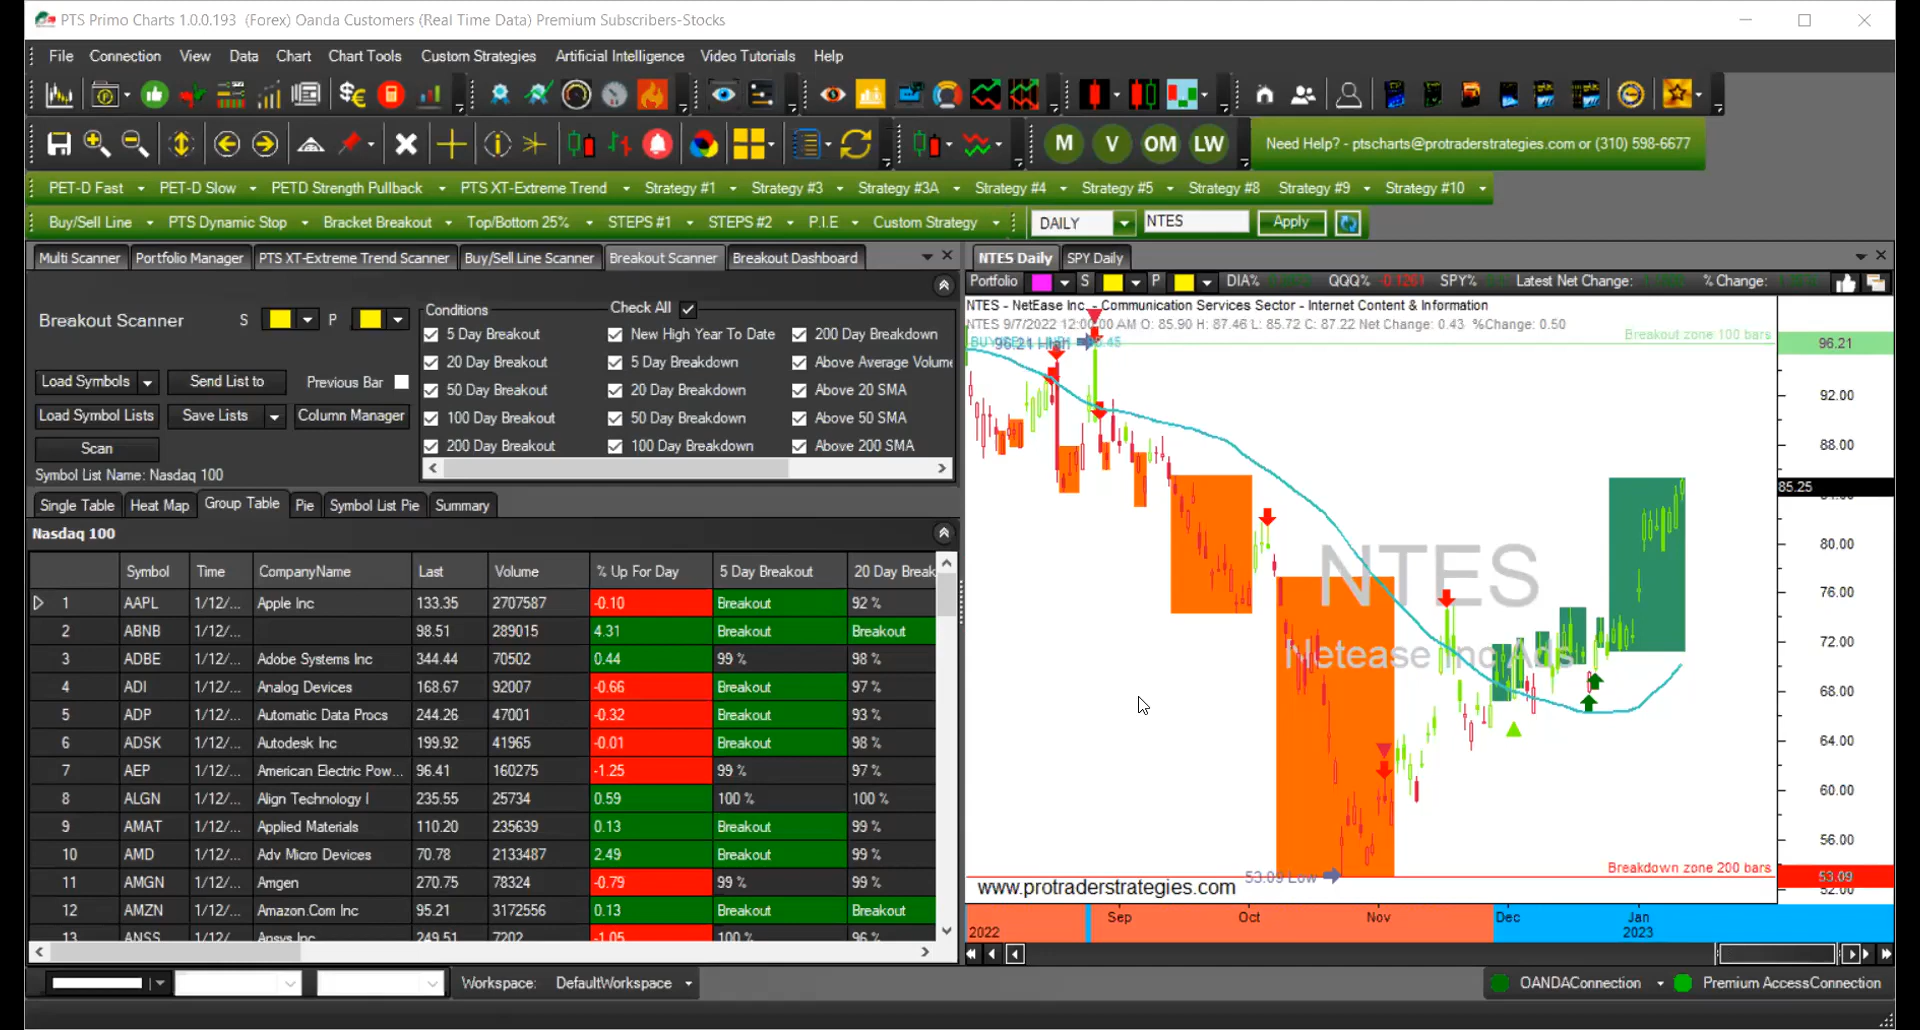 PTS Primo Charts 1.0.0.193 (Forex) Oanda Customers (Real Time Data) Premium Subscribers-Stocks
File Connection View Data Chart Chart Tools Custom Strategies Artificial Intelligence Video Tutorials Help
M V OM LW Need Help? - ptscharts@protraderstrategies.com or (310) 598-6677
PET-D Fast PET-D Slow PETD Strength Pullback PTS XT-Extreme Trend Strategy #1 Strategy #3 Strategy #3A Strategy #4 Strategy #5 Strategy #8 Strategy #9 Strategy #10
Buy/Sell Line PTS Dynamic Stop Bracket Breakout Top/Bottom 25% STEPS #1 STEPS #2 P.I.E Custom Strategy DAILY NTES Apply
Multi Scanner Portfolio Manager PTS XT-Extreme Trend Scanner Buy/Sell Line Scanner Breakout Scanner Breakout Dashboard
Breakout Scanner S P
Load Symbols Send List to Previous Bar
Load Symbol Lists Save Lists Column Manager
Scan
Symbol List Name: Nasdaq 100
Conditions Check All
5 Day Breakout New High Year To Date 200 Day Breakdown
20 Day Breakout 5 Day Breakdown Above Average Volume
50 Day Breakout 20 Day Breakdown Above 20 SMA
100 Day Breakout 50 Day Breakdown Above 50 SMA
200 Day Breakout 100 Day Breakdown Above 200 SMA
Single Table Heat Map Group Table Pie Symbol List Pie Summary
Nasdaq 100
Symbol Time CompanyName Last Volume % Up For Day 5 Day Breakout 20 Day Break
1 AAPL 1/12/... Apple Inc 133.35 2707587 -0.10 Breakout 92 %
2 ABNB 1/12/... 98.51 289015 4.31 Breakout Breakout
3 ADBE 1/12/... Adobe Systems Inc 344.44 70502 0.44 99 % 98 %
4 ADI 1/12/... Analog Devices 168.67 92007 -0.66 Breakout 97 %
5 ADP 1/12/... Automatic Data Procs 244.26 47001 -0.32 Breakout 93 %
6 ADSK 1/12/... Autodesk Inc 199.92 41965 -0.01 Breakout 98 %
7 AEP 1/12/... American Electric Pow... 96.41 160275 -1.25 99 % 97 %
8 ALGN 1/12/... Align Technology I 235.55 25734 0.59 100 % 100 %
9 AMAT 1/12/... Applied Materials 110.20 235639 0.13 Breakout 99 %
10 AMD 1/12/... Adv Micro Devices 70.78 2133487 2.49 Breakout 99 %
11 AMGN 1/12/... Amgen 270.75 78324 -0.79 99 % 99 %
12 AMZN 1/12/... Amazon.Com Inc 95.21 3172556 0.13 Breakout Breakout
13 ANSS 1/12/... Ansys Inc 249.51 7202 -1.05 100 % 96 %
NTES Daily SPY Daily
Portfolio S P DIA% QQQ% -0.1261 SPY% Latest Net Change: % Change:
NTES - NetEase Inc. - Communication Services Sector - Internet Content & Information
NTES 9/7/2022 12:00:00 AM O: 85.90 H: 87.46 L: 85.72 C: 87.22 Net Change: 0.43 %Change: 0.50
Breakout zone 100 bars
96.21 High
96.21
92.00
88.00
85.25
80.00
76.00
72.00
68.00
64.00
60.00
56.00
53.09
52.00
NTES
Netease Inc Ads
Breakdown zone 200 bars
53.09 Low
www.protraderstrategies.com
Sep Oct Nov Dec Jan
2022 2023
Workspace: DefaultWorkspace OANDAConnection Premium AccessConnection